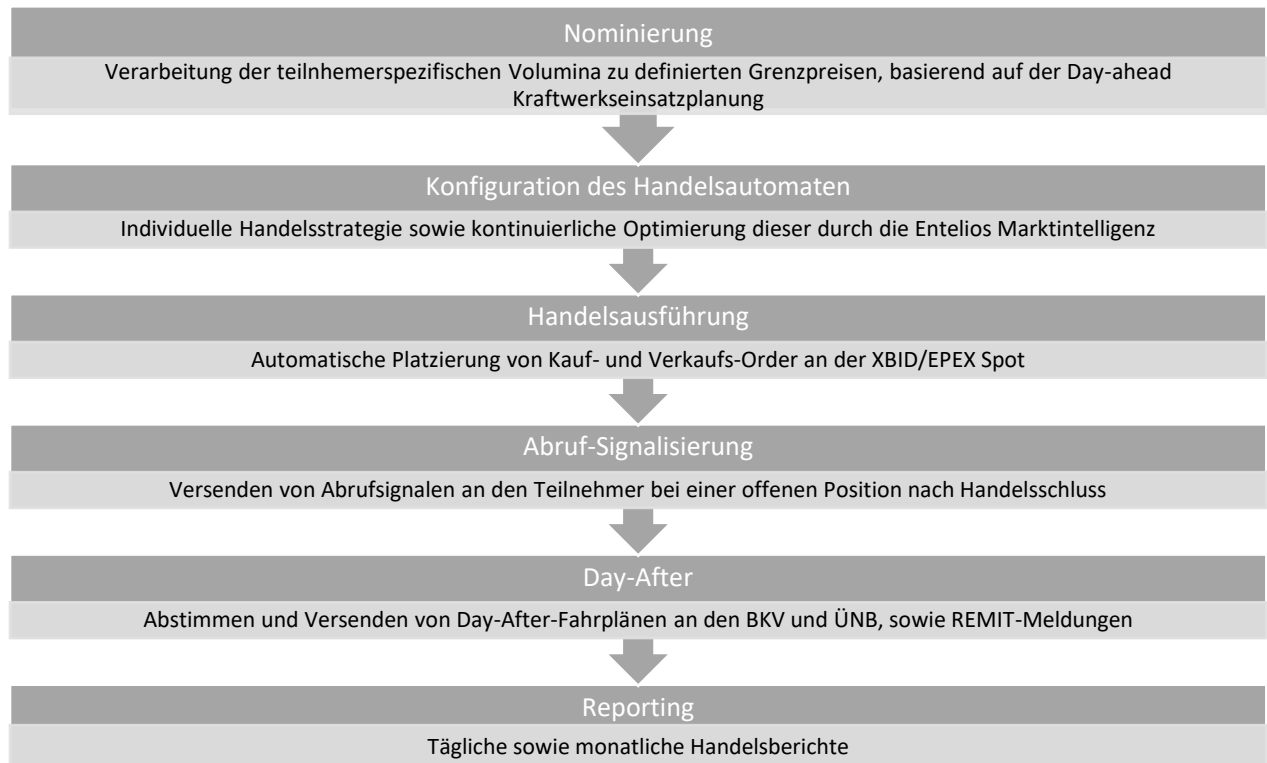 Nominierung
Verarbeitung der teilnhemerspezifischen Volumina zu definierten Grenzpreisen, basierend auf der Day-ahead
Kraftwerkseinsatzplanung
Konfiguration des Handelsautomaten
Individuelle Handelsstrategie sowie kontinuierliche Optimierung dieser durch die Entelios Marktintelligenz
Handelsausführung
Automatische Platzierung von Kauf- und Verkaufs-Order an der XBID/EPEX Spot
Abruf-Signalisierung
Versenden von Abrufsignalen an den Teilnehmer bei einer offenen Position nach Handelsschluss
Day-After
Abstimmen und Versenden von Day-After-Fahrplänen an den BKV und ÜNB, sowie REMIT-Meldungen
Reporting
Tägliche sowie monatliche Handelsberichte